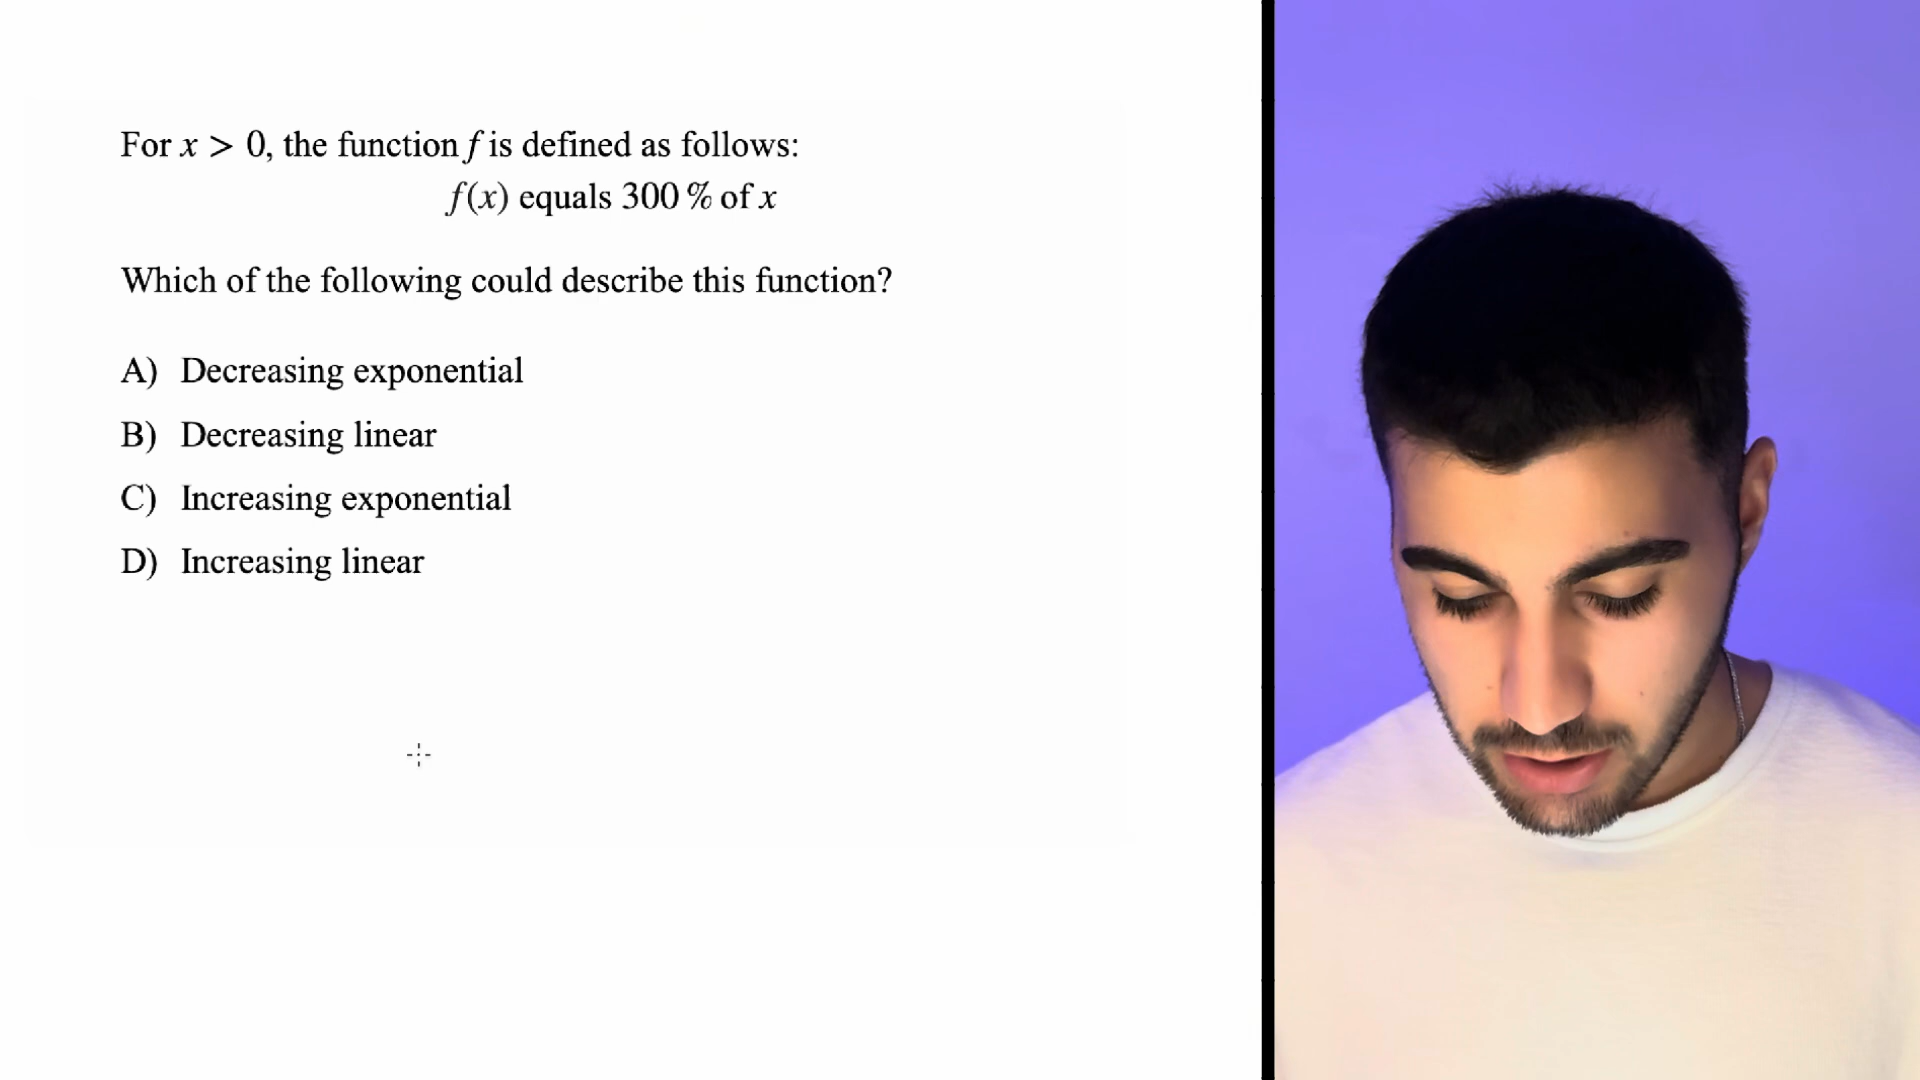 For x > 0, the function f is defined as follows:
f(x) equals 300 % of x
Which of the following could describe this function?
A) Decreasing exponential
B) Decreasing linear
C) Increasing exponential
D) Increasing linear